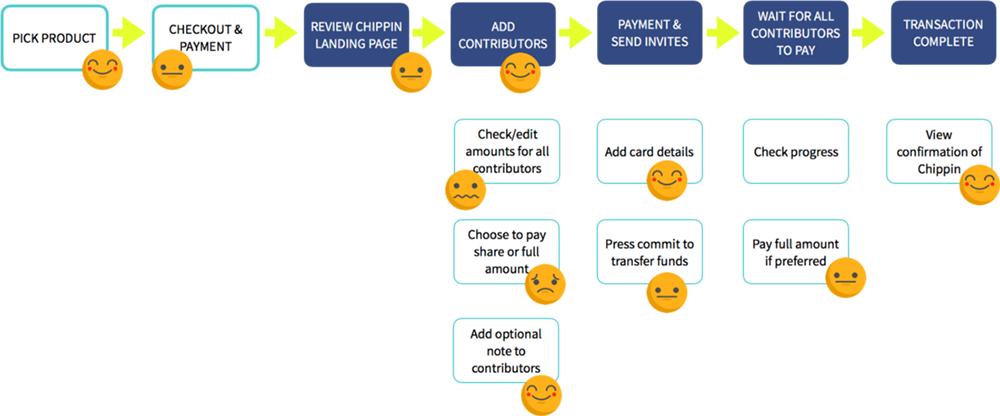 PICK PRODUCT
CHECKOUT &
PAYMENT
REVIEW CHIPPIN
LANDING PAGE
ADD
CONTRIBUTORS
PAYMENT &
SEND INVITES
WAIT FOR ALL
CONTRIBUTORS
TO PAY
TRANSACTION
COMPLETE
Check/edit
amounts for all
contributors
Choose to pay
share or full
amount
Add optional
note to
contributors
Add card details
Press commit to
transfer funds
Check progress
Pay full amount
if preferred
View
confirmation of
Chippin